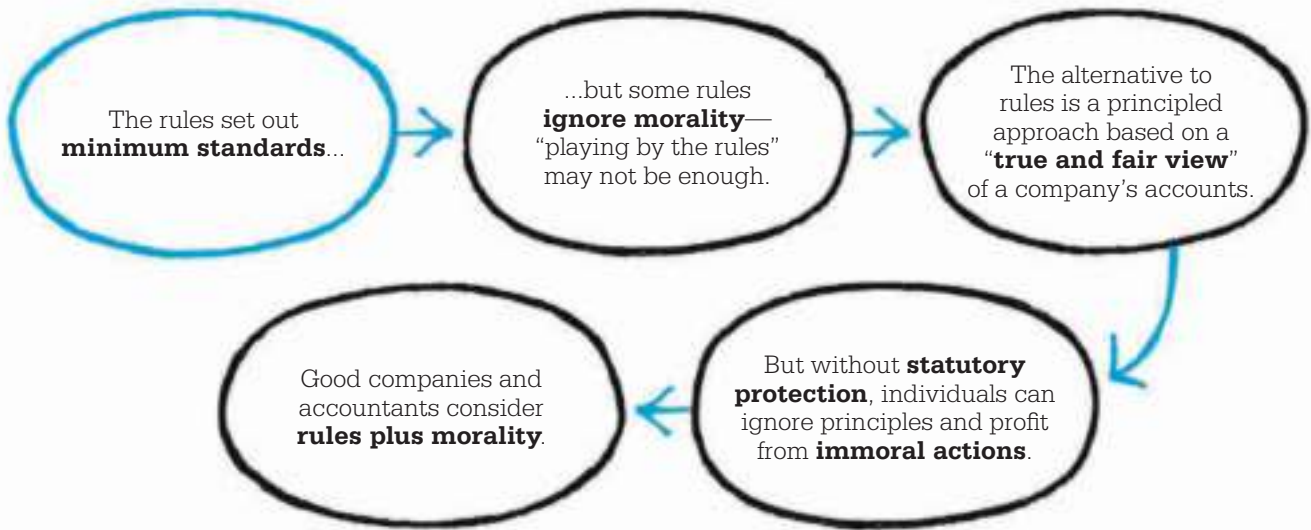 The rules set out
minimum standards...
...but some rules
ignore morality—
“playing by the rules”
may not be enough.
The alternative to
rules is a principled
approach based on a
“true and fair view”
of a company’s accounts.
But without statutory
protection, individuals can
ignore principles and profit
from immoral actions.
Good companies and
accountants consider
rules plus morality.